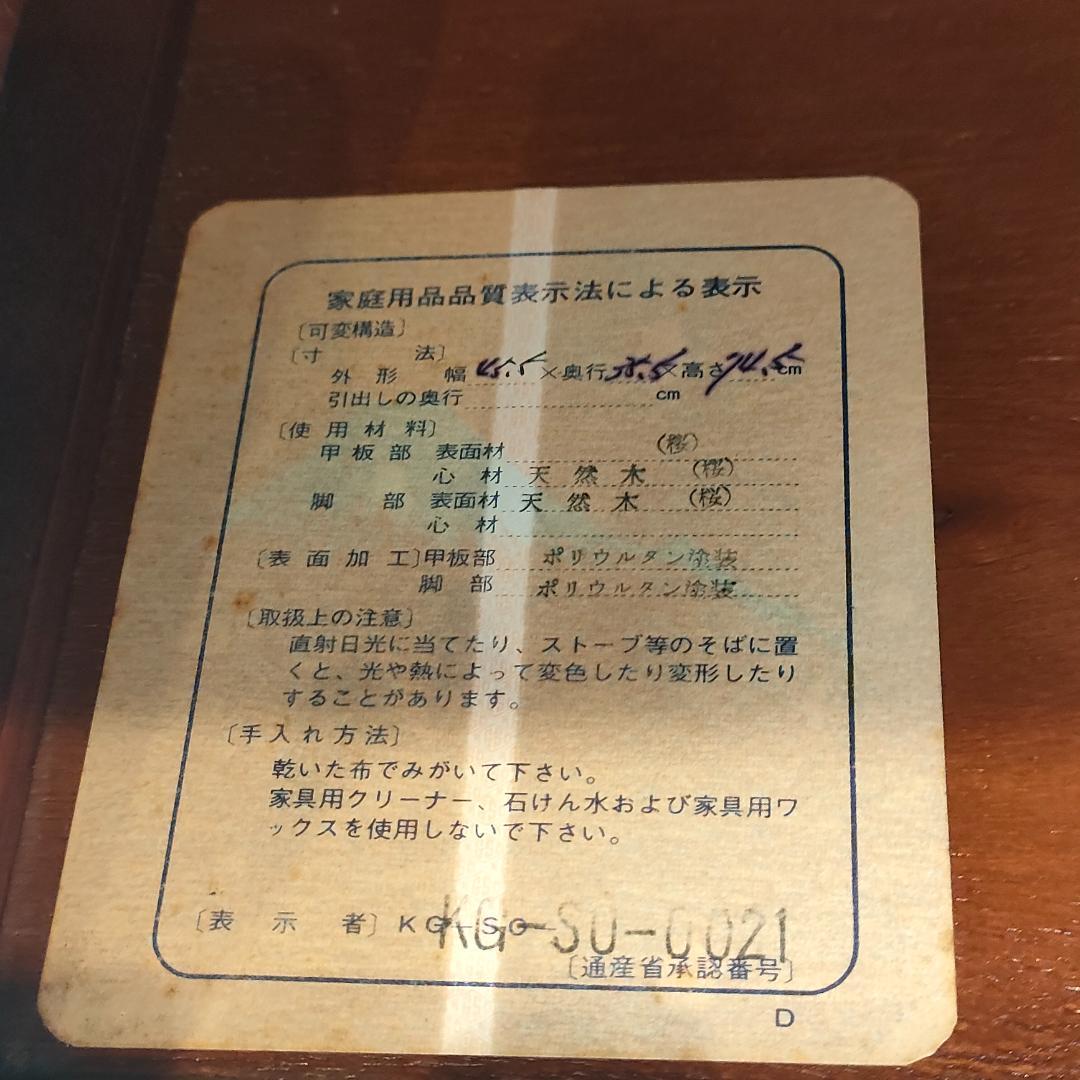 家庭用品品質表示法による表示
〔可変構造〕
〔寸　法〕
外形　幅 45.5 ×奥行 ×高さ 74.5 cm
引出しの奥行 cm
〔使用材料〕
甲板部　表面材 (桜)
心材　天然木 (桜)
脚部　表面材　天然木 (桜)
心材
〔表面加工〕甲板部　ポリウルタン塗装
脚部　ポリウルタン塗装
〔取扱上の注意〕
直射日光に当てたり、ストーブ等のそばに置
くと、光や熱によって変色したり変形したり
することがあります。
〔手入れ方法〕
乾いた布でみがいて下さい。
家具用クリーナー、石けん水および家具用ワ
ックスを使用しないで下さい。
〔表示者〕KG-SO- KG-SO-0021
〔通産省承認番号〕
D